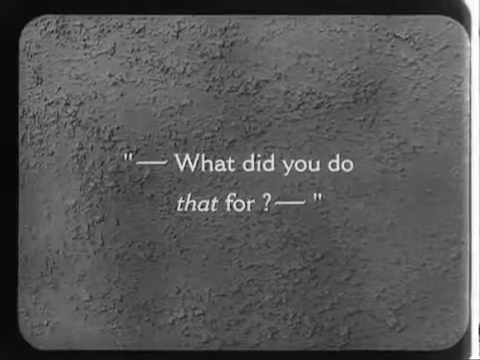 "— What did you do
that for ?— "